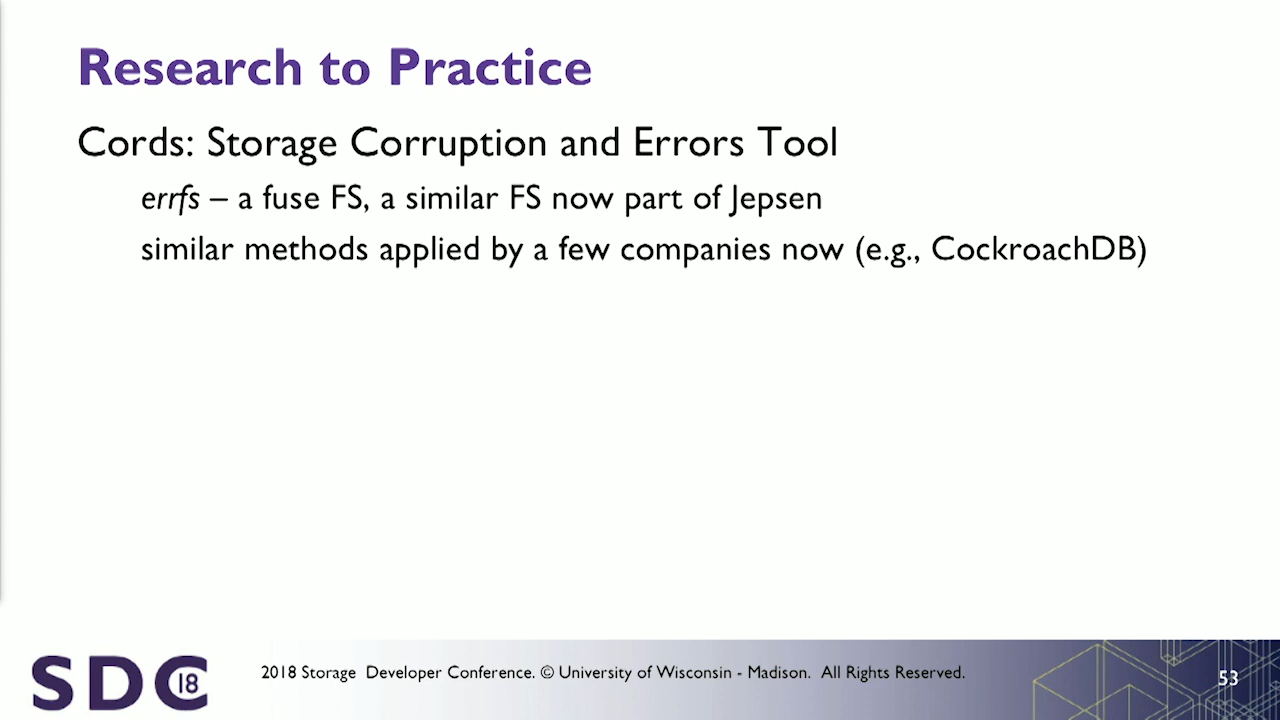 Research to Practice
Cords: Storage Corruption and Errors Tool
errfs – a fuse FS, a similar FS now part of Jepsen
similar methods applied by a few companies now (e.g., CockroachDB)
SDC 18
2018 Storage Developer Conference. © University of Wisconsin - Madison. All Rights Reserved.
53